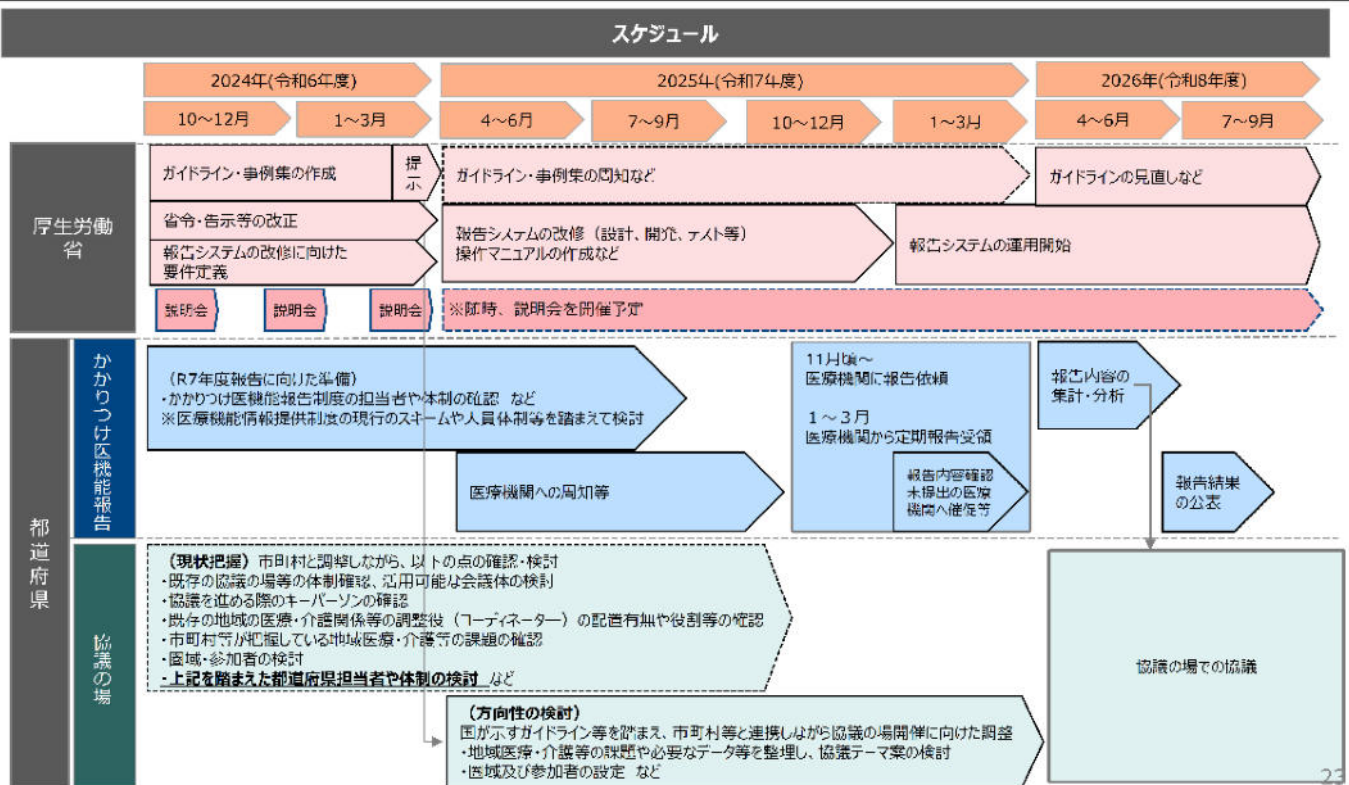 スケジュール
2024年(令和6年度)
2025年(令和7年度)
2026年(令和8年度)
10～12月
1～3月
4～6月
7～9月
10～12月
1～3月
4～6月
7～9月
厚生労働
省
ガイドライン・事例集の作成
提
示
ガイドライン・事例集の周知など
ガイドラインの見直しなど
省令・告示等の改正
報告システムの改修に向けた
要件定義
報告システムの改修（設計、開発、テスト等）
操作マニュアルの作成など
報告システムの運用開始
説明会
説明会
説明会
※随時、説明会を開催予定
都道府県
かかりつけ医機能報告
（R7年度報告に向けた準備）
・かかりつけ医機能報告制度の担当者や体制の確認 など
※医療機能情報提供制度の現行のスキームや人員体制等を踏まえて検討
医療機関への周知等
11月頃～
医療機関に報告依頼
1～3月
医療機関から定期報告受領
報告内容確認
未提出の医療
機関へ催促等
報告内容の
集計・分析
報告結果
の公表
協議の場
（現状把握）市町村と調整しながら、以下の点の確認・検討
・既存の協議の場等の体制確認、活用可能な会議体の検討
・協議を進める際のキーパーソンの確認
・既存の地域の医療・介護関係等の調整役（コーディネーター）の配置有無や役割等の確認
・市町村等が把握している地域医療・介護等の課題の確認
・圏域・参加者の検討
・上記を踏まえた都道府県担当者や体制の検討 など
（方向性の検討）
国が示すガイドライン等を踏まえ、市町村等と連携しながら協議の場開催に向けた調整
・地域医療・介護等の課題や必要なデータ等を整理し、協議テーマ案の検討
・圏域及び参加者の設定 など
協議の場での協議
23